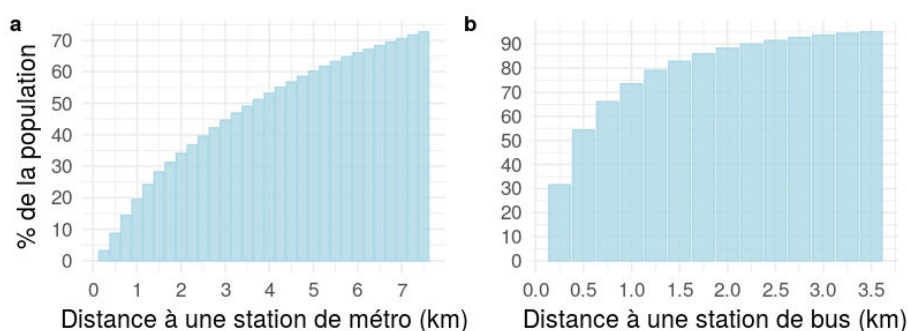 a
% de la population
70
60
50
40
30
20
10
0
0 1 2 3 4 5 6 7
Distance à une station de métro (km)
b
90
80
70
60
50
40
30
20
10
0
0.0 0.5 1.0 1.5 2.0 2.5 3.0 3.5
Distance à une station de bus (km)